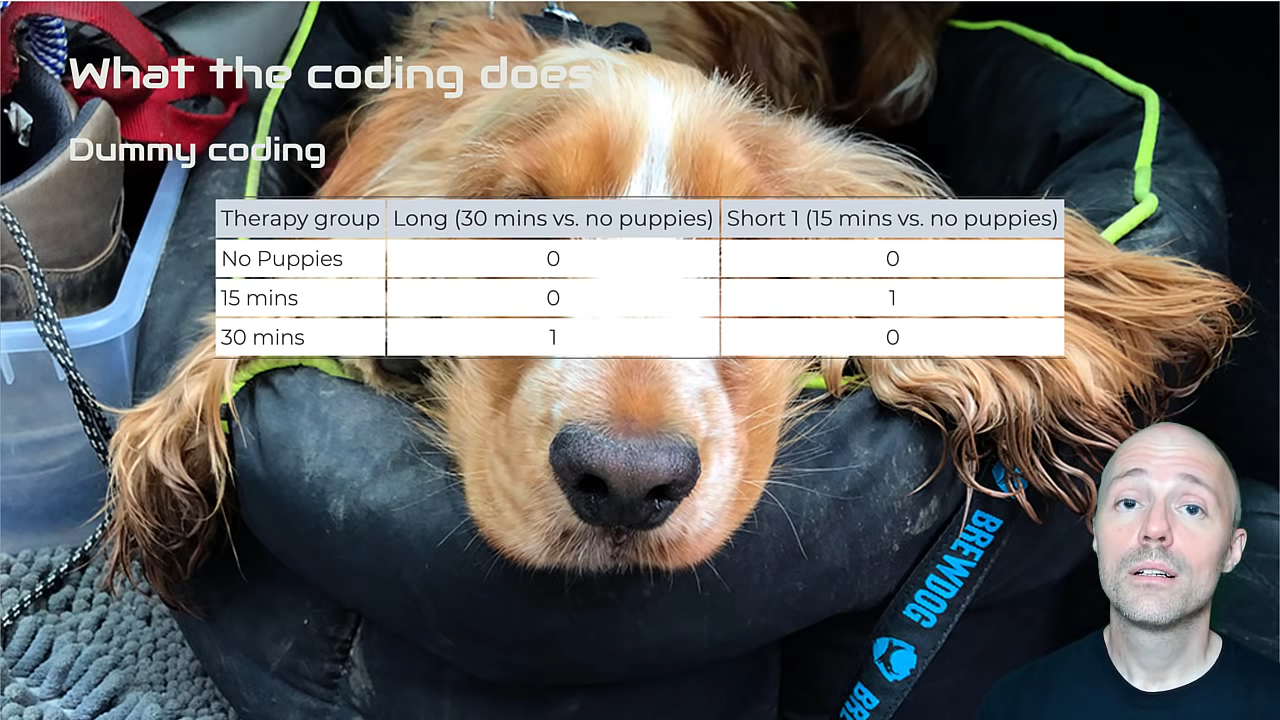 What the coding does
Dummy coding
Therapy group Long (30 mins vs. no puppies) Short 1 (15 mins vs. no puppies)
No Puppies 0 0
15 mins 0 1
30 mins 1 0
BREWDOG